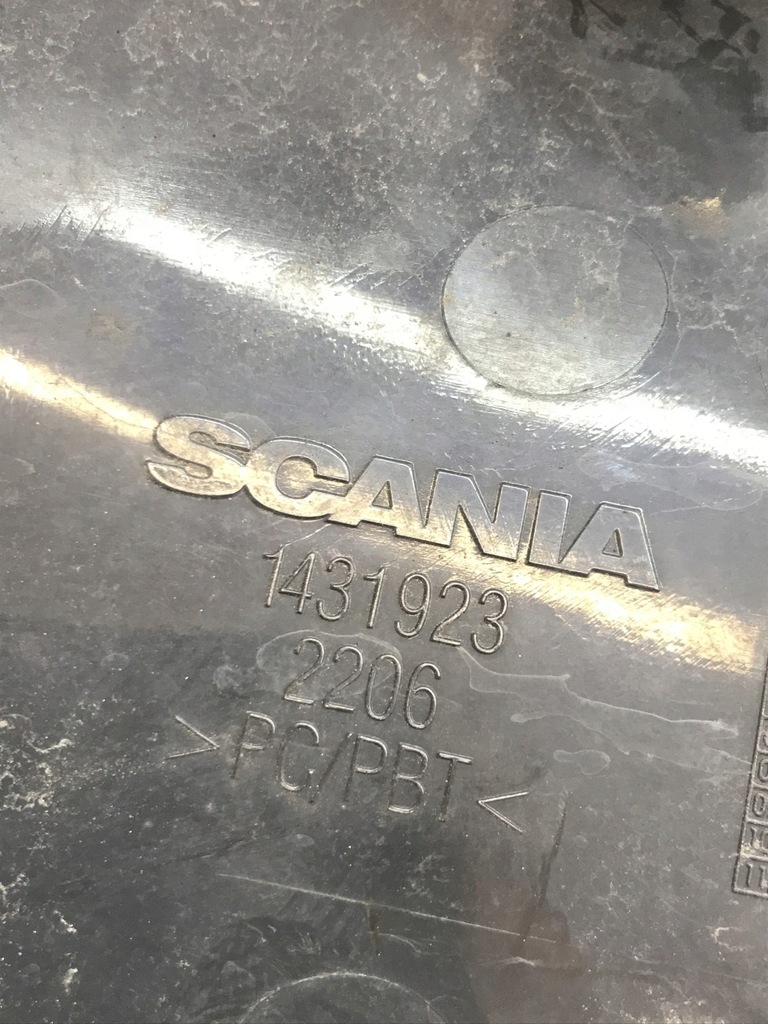 SCANIA
1431923
2206
>PC/PBT<